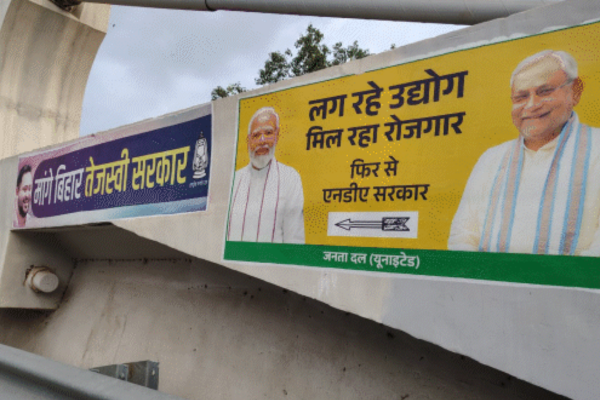 मांगे बिहार तेजस्वी सरकार
लग रहे उद्योग
मिल रहा रोजगार
फिर से
एनडीए सरकार
जनता दल (यूनाइटेड)